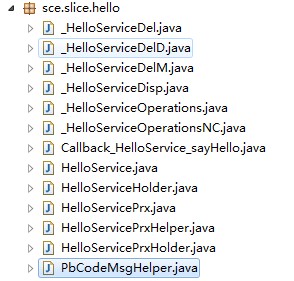 sce.slice.hello
_HelloServiceDel.java
_HelloServiceDelD.java
_HelloServiceDelM.java
_HelloServiceDisp.java
_HelloServiceOperations.java
_HelloServiceOperationsNC.java
Callback_HelloService_sayHello.java
HelloService.java
HelloServiceHolder.java
HelloServicePrx.java
HelloServicePrxHelper.java
HelloServicePrxHolder.java
PbCodeMsgHelper.java